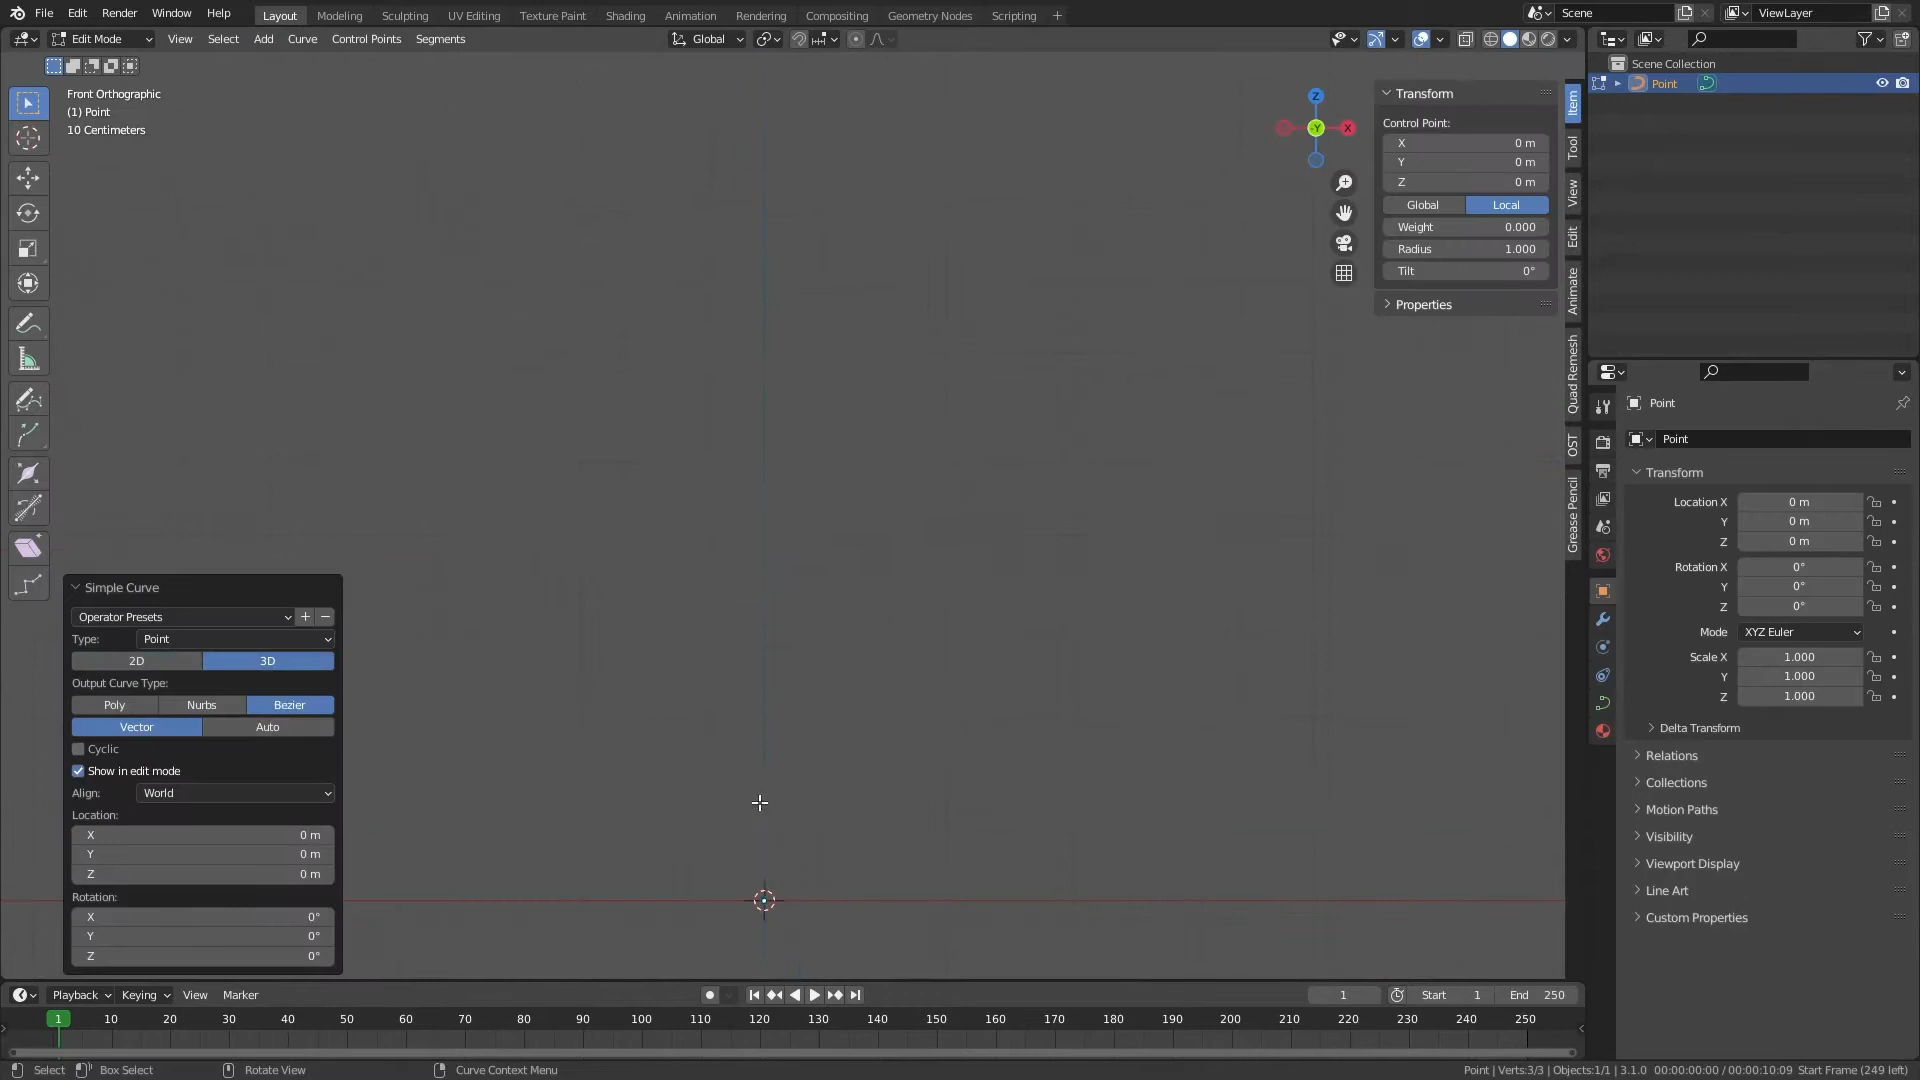 File Edit Render Window Help Layout Modeling Sculpting UV Editing Texture Paint Shading Animation Rendering Compositing Geometry Nodes Scripting + Scene ViewLayer
Edit Mode View Select Add Curve Control Points Segments Global
Front Orthographic
(1) Point
10 Centimeters
Z
-Y
X
Transform
Control Point:
X 0 m
Y 0 m
Z 0 m
Global Local
Weight 0.000
Radius 1.000
Tilt 0°
Properties
Item
Tool
View
Edit
Animate
Quad Remesh
OST
Grease Pencil
Scene Collection
Point
Point
Point
Transform
Location X 0 m
Y 0 m
Z 0 m
Rotation X 0°
Y 0°
Z 0°
Mode XYZ Euler
Scale X 1.000
Y 1.000
Z 1.000
Delta Transform
Relations
Collections
Motion Paths
Visibility
Viewport Display
Line Art
Custom Properties
Simple Curve
Operator Presets
Type: Point
2D 3D
Output Curve Type:
Poly Nurbs Bezier
Vector Auto
Cyclic
Show in edit mode
Align: World
Location:
X 0 m
Y 0 m
Z 0 m
Rotation:
X 0°
Y 0°
Z 0°
Playback Keying View Marker 1 Start 1 End 250
1 10 20 30 40 50 60 70 80 90 100 110 120 130 140 150 160 170 180 190 200 210 220 230 240 250
Select Box Select Rotate View Curve Context Menu Point | Verts:3/3 | Objects:1/1 | 3.1.0 00:00:00:00 / 00:00:10:09 Start Frame (249 left)